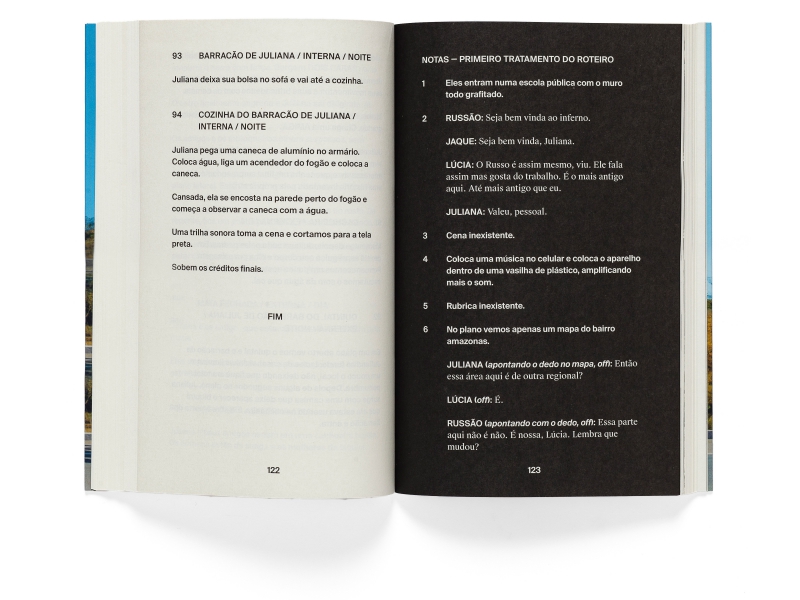 93 BARRACÃO DE JULIANA / INTERNA / NOITE
Juliana deixa sua bolsa no sofá e vai até a cozinha.
94 COZINHA DO BARRACÃO DE JULIANA /
INTERNA / NOITE
Juliana pega uma caneca de alumínio no armário.
Coloca água, liga um acendedor do fogão e coloca a
caneca.
Cansada, ela se encosta na parede perto do fogão e
começa a observar a caneca com a água.
Uma trilha sonora toma a cena e cortamos para a tela
preta.
Sobem os créditos finais.
FIM
122
NOTAS — PRIMEIRO TRATAMENTO DO ROTEIRO
1 Eles entram numa escola pública com o muro
todo grafitado.
2 RUSSÃO: Seja bem vinda ao inferno.
JAQUE: Seja bem vinda, Juliana.
LÚCIA: O Russo é assim mesmo, viu. Ele fala
assim mas gosta do trabalho. É o mais antigo
aqui. Até mais antigo que eu.
JULIANA: Valeu, pessoal.
3 Cena inexistente.
4 Coloca uma música no celular e coloca o aparelho
dentro de uma vasilha de plástico, amplificando
mais o som.
5 Rubrica inexistente.
6 No plano vemos apenas um mapa do bairro
amazonas.
JULIANA (apontando o dedo no mapa, off): Então
essa área aqui é de outra regional?
LÚCIA (off): É.
RUSSÃO (apontando com o dedo, off): Essa parte
aqui não é não. É nossa, Lúcia. Lembra que
mudou?
123